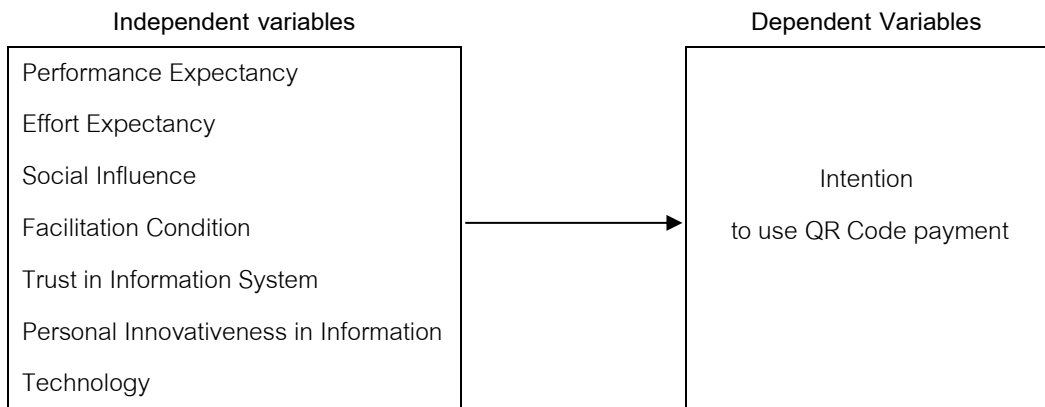 Independent variables
Performance Expectancy
Effort Expectancy
Social Influence
Facilitation Condition
Trust in Information System
Personal Innovativeness in Information
Technology
Dependent Variables
Intention
to use QR Code payment